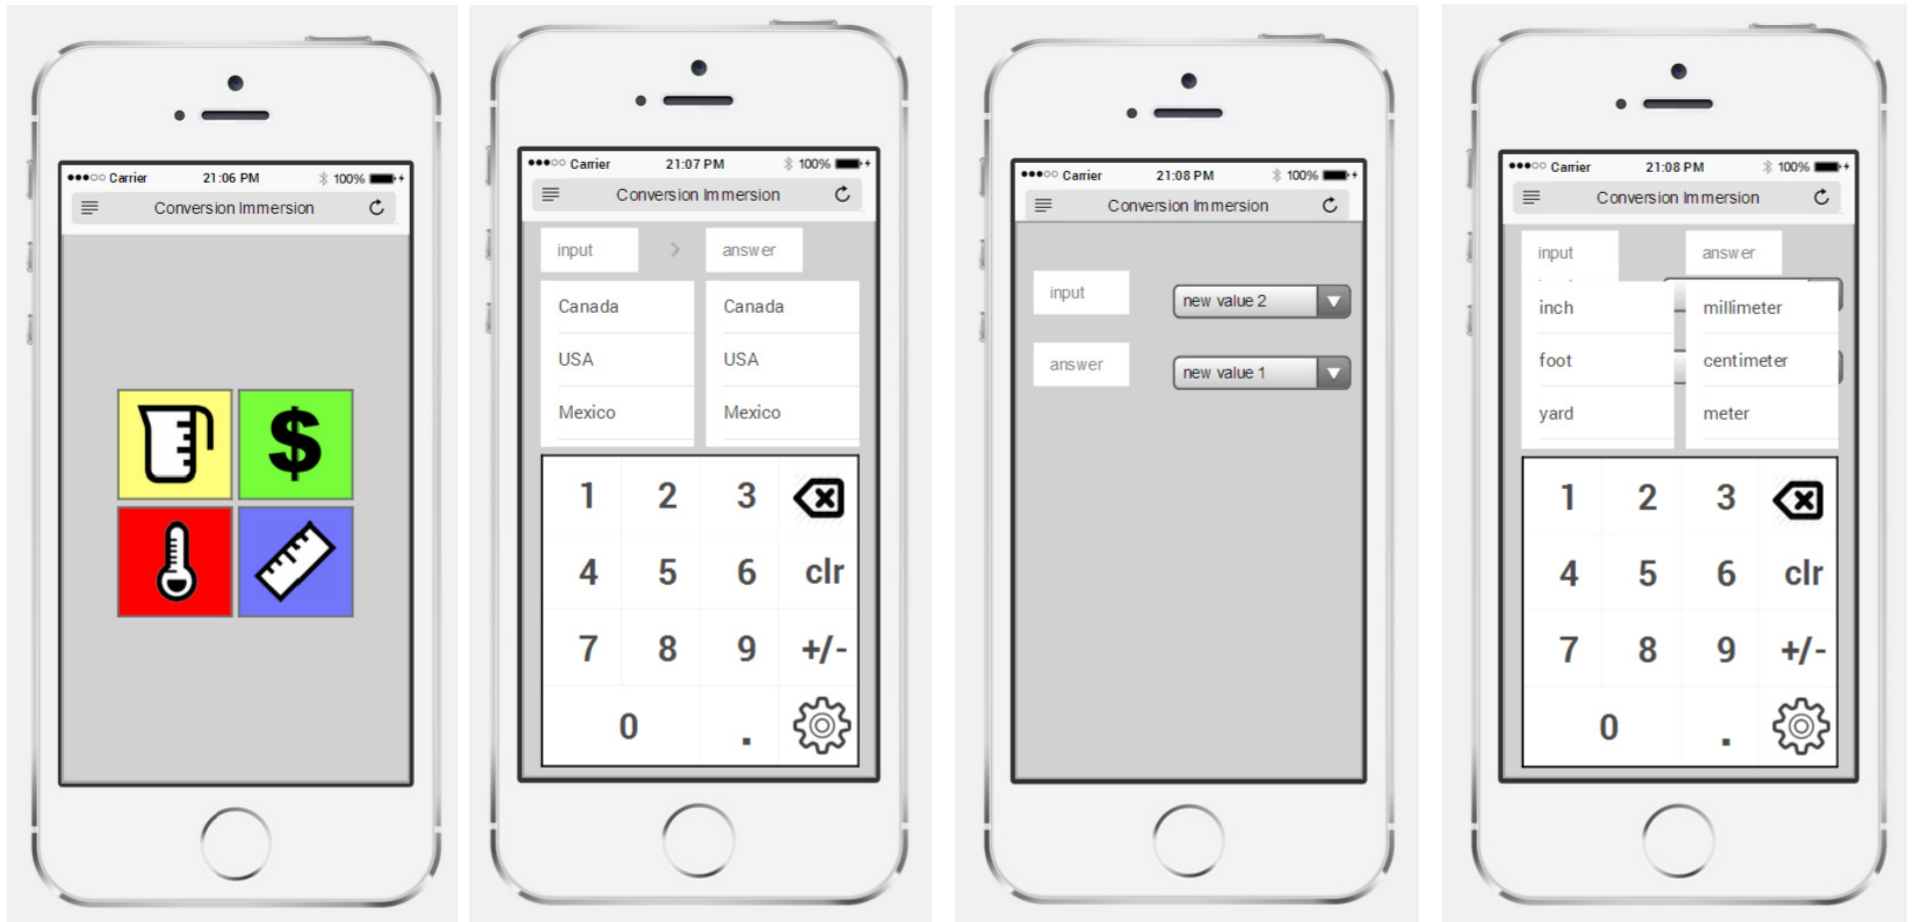 Carrier 21:06 PM 100%
Conversion Immersion
$
Carrier 21:07 PM 100%
Conversion Immersion
input > answer
Canada Canada
USA USA
Mexico Mexico
1 2 3
4 5 6 clr
7 8 9 +/-
0 .
Carrier 21:08 PM 100%
Conversion Immersion
input new value 2
answer new value 1
Carrier 21:08 PM 100%
Conversion Immersion
input answer
inch millimeter
foot centimeter
yard meter
1 2 3
4 5 6 clr
7 8 9 +/-
0 .